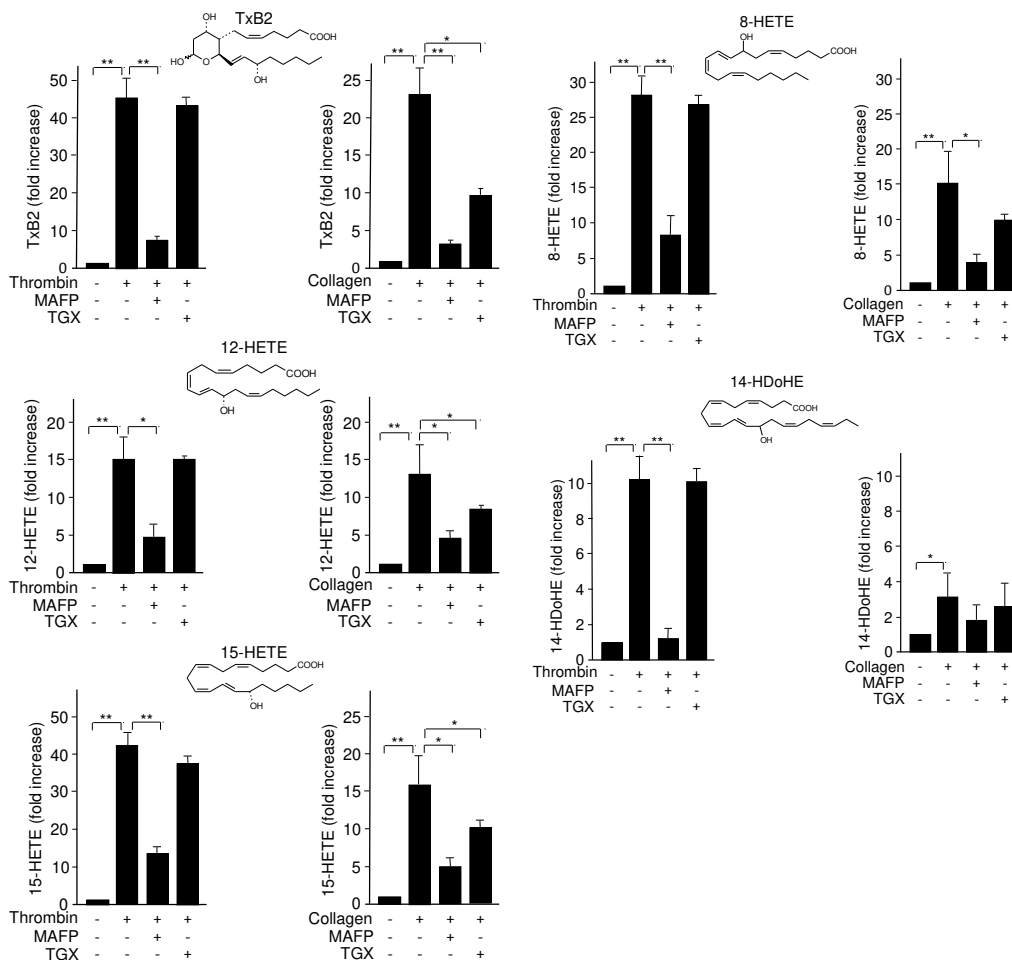 TxB2
OH
COOH
HO
O
OH
TxB2 (fold increase)
50
40
30
20
10
0
** **
Thrombin - + + +
MAFP - - + -
TGX - - - +
TxB2 (fold increase)
25
20
15
10
5
0
*
** **
Collagen - + + +
MAFP - - + -
TGX - - - +
8-HETE
OH
COOH
8-HETE (fold increase)
30
25
20
15
10
5
0
** **
Thrombin - + + +
MAFP - - + -
TGX - - - +
8-HETE (fold increase)
30
25
20
15
10
5
0
** *
Collagen - + + +
MAFP - - + -
TGX - - - +
12-HETE
COOH
OH
12-HETE (fold increase)
20
15
10
5
0
** *
Thrombin - + + +
MAFP - - + -
TGX - - - +
12-HETE (fold increase)
20
15
10
5
0
*
** *
Collagen - + + +
MAFP - - + -
TGX - - - +
14-HDoHE
COOH
OH
14-HDoHE (fold increase)
10
8
6
4
2
0
** **
Thrombin - + + +
MAFP - - + -
TGX - - - +
14-HDoHE (fold increase)
10
8
6
4
2
0
*
Collagen - + + +
MAFP - - + -
TGX - - - +
15-HETE
COOH
OH
15-HETE (fold increase)
50
40
30
20
10
0
** **
Thrombin - + + +
MAFP - - + -
TGX - - - +
15-HETE (fold increase)
25
20
15
10
5
0
*
** *
Collagen - + + +
MAFP - - + -
TGX - - - +